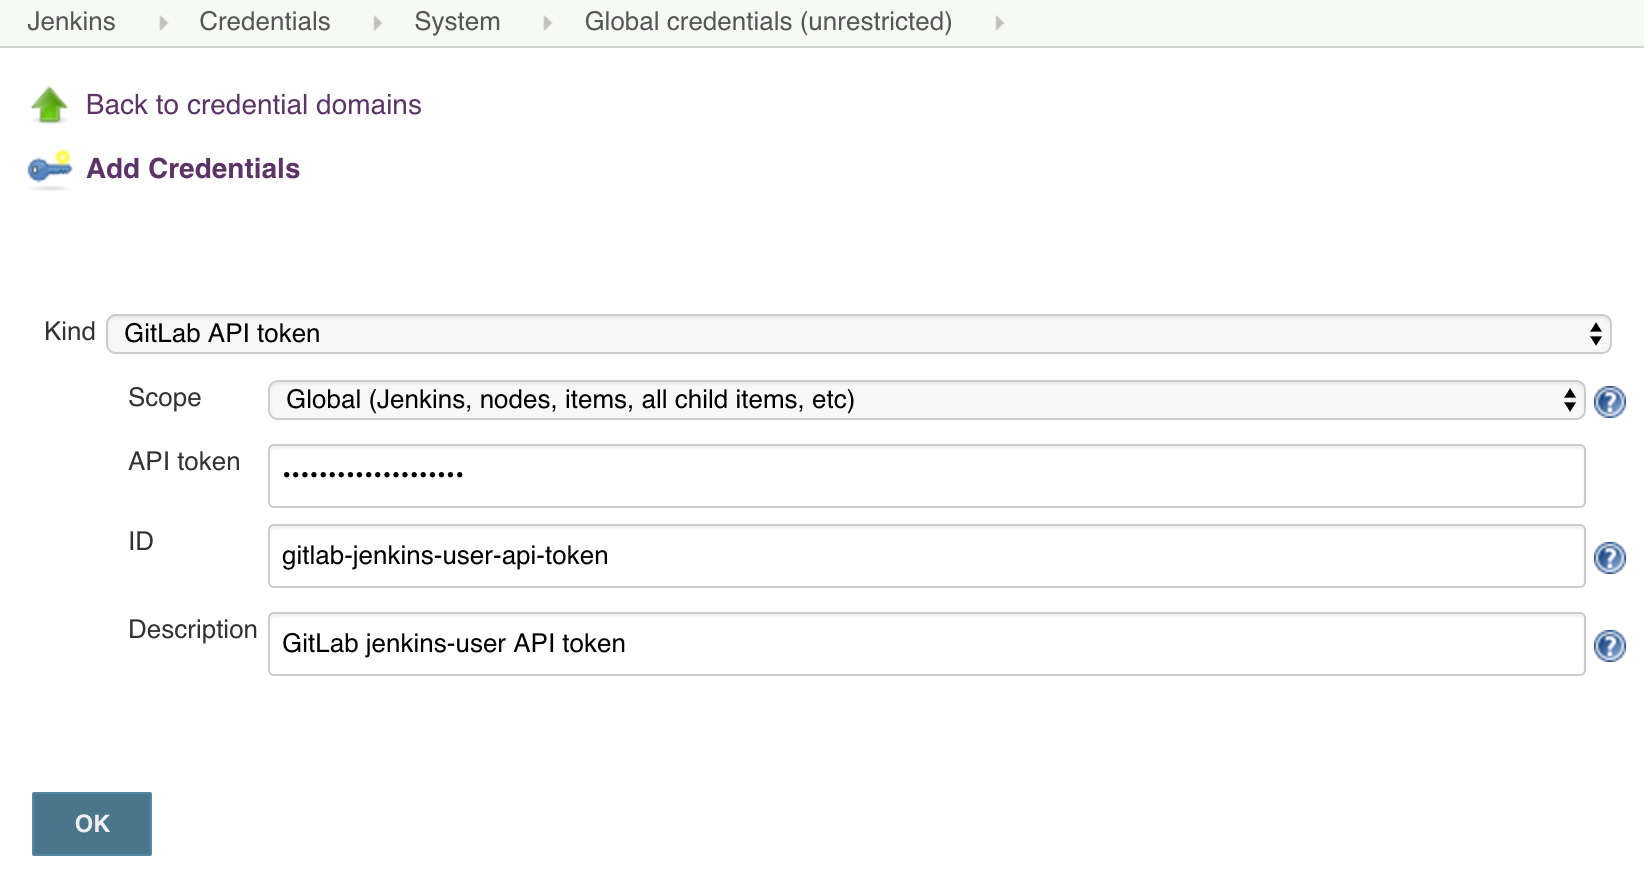 Jenkins Credentials System Global credentials (unrestricted)
Back to credential domains
Add Credentials
Kind GitLab API token
Scope Global (Jenkins, nodes, items, all child items, etc)
API token ••••••••••••••••••••
ID gitlab-jenkins-user-api-token
Description GitLab jenkins-user API token
OK